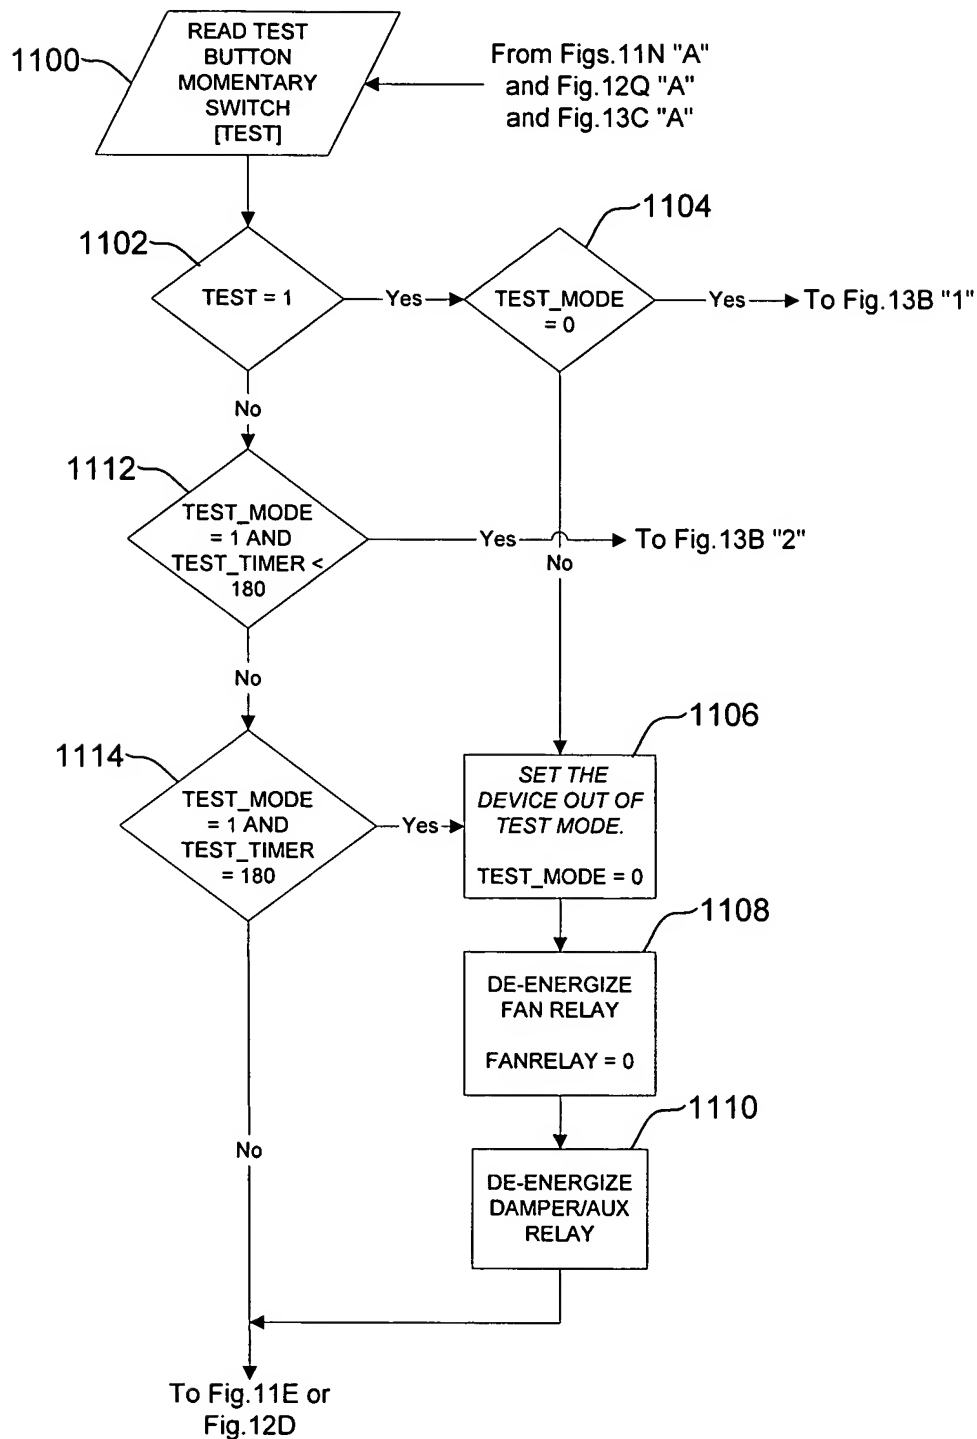 READ TEST
BUTTON
MOMENTARY
SWITCH
[TEST]
1100
From Figs.11N "A"
and Fig.12Q "A"
and Fig.13C "A"
1102
TEST = 1
Yes
1104
TEST_MODE
= 0
Yes
To Fig.13B "1"
No
1112
TEST_MODE
= 1 AND
TEST_TIMER <
180
Yes
To Fig.13B "2"
No
No
1114
TEST_MODE
= 1 AND
TEST_TIMER
= 180
Yes
1106
SET THE
DEVICE OUT OF
TEST MODE.
TEST_MODE = 0
1108
DE-ENERGIZE
FAN RELAY
FANRELAY = 0
1110
DE-ENERGIZE
DAMPER/AUX
RELAY
No
To Fig.11E or
Fig.12D